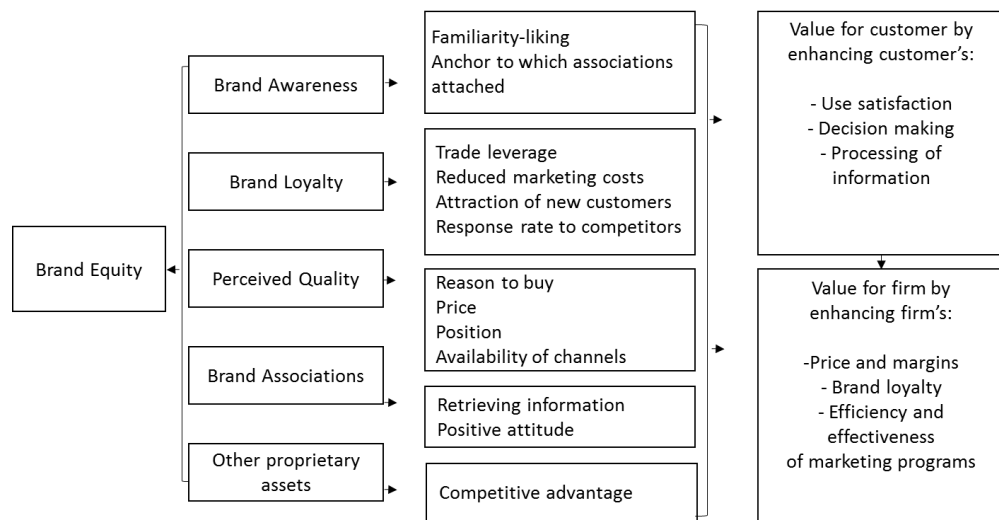 Brand Equity
Brand Awareness
Brand Loyalty
Perceived Quality
Brand Associations
Other proprietary
assets
Familiarity-liking
Anchor to which associations
attached
Trade leverage
Reduced marketing costs
Attraction of new customers
Response rate to competitors
Reason to buy
Price
Position
Availability of channels
Retrieving information
Positive attitude
Competitive advantage
Value for customer by
enhancing customer’s:
- Use satisfaction
- Decision making
- Processing of
information
Value for firm by
enhancing firm’s:
-Price and margins
- Brand loyalty
- Efficiency and
effectiveness
of marketing programs